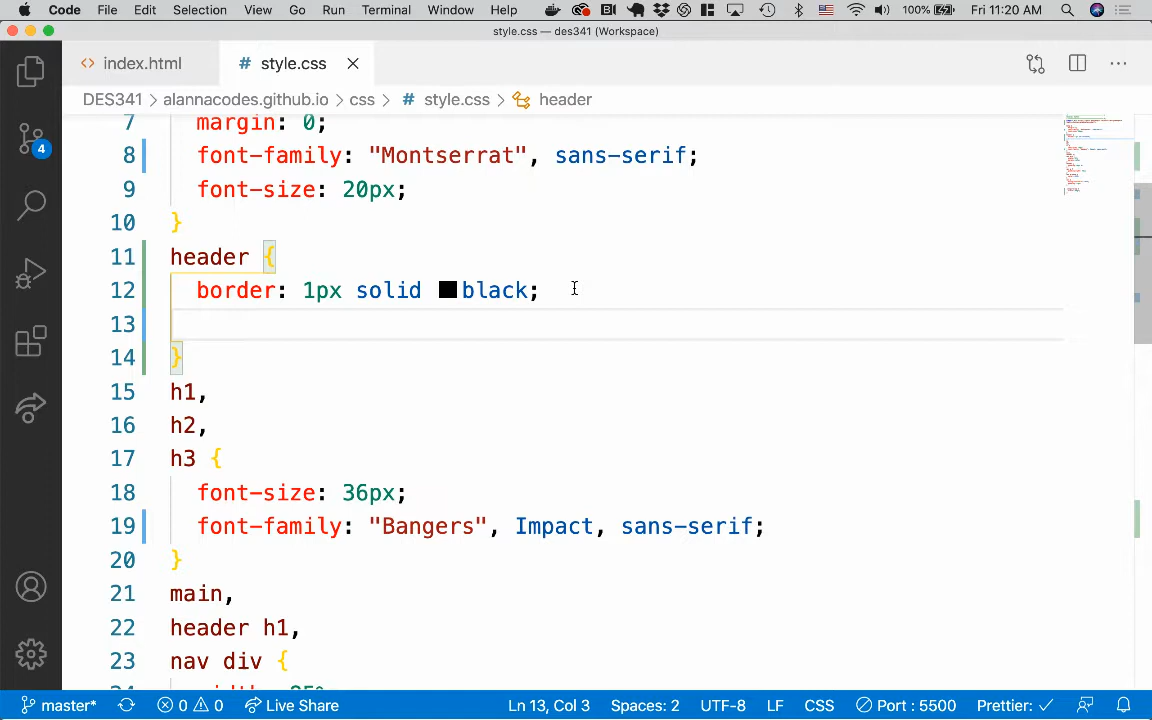 Code File Edit Selection View Go Run Terminal Window Help 100% Fri 11:20 AM
style.css — des341 (Workspace)
index.html # style.css
DES341 > alannacodes.github.io > css > # style.css > header
7 margin: 0;
8 font-family: "Montserrat", sans-serif;
9 font-size: 20px;
10 }
11 header {
12 border: 1px solid black;
13
14 }
15 h1,
16 h2,
17 h3 {
18 font-size: 36px;
19 font-family: "Bangers", Impact, sans-serif;
20 }
21 main,
22 header h1,
23 nav div {
4
master* 0 0 Live Share Ln 13, Col 3 Spaces: 2 UTF-8 LF CSS Port : 5500 Prettier: ✓